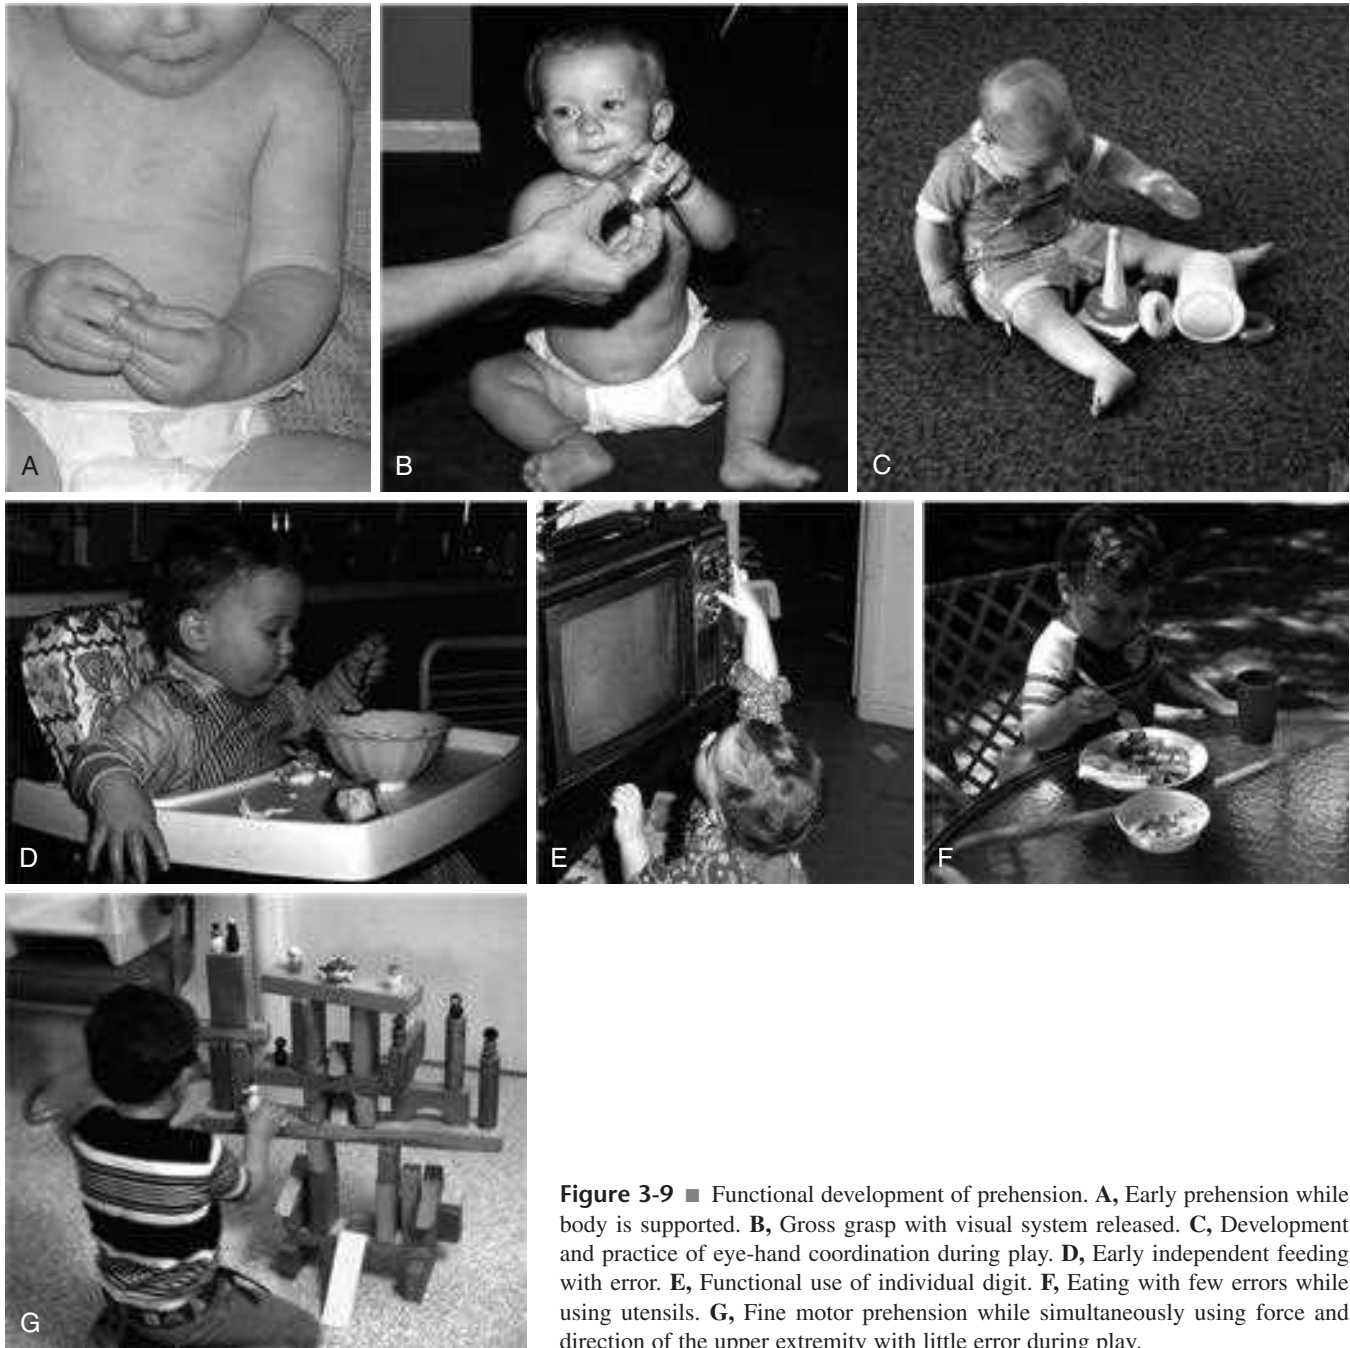 A
B
C
D
E
F
G
Figure 3-9 ■ Functional development of prehension. A, Early prehension while
body is supported. B, Gross grasp with visual system released. C, Development
and practice of eye-hand coordination during play. D, Early independent feeding
with error. E, Functional use of individual digit. F, Eating with few errors while
using utensils. G, Fine motor prehension while simultaneously using force and
direction of the upper extremity with little error during play.